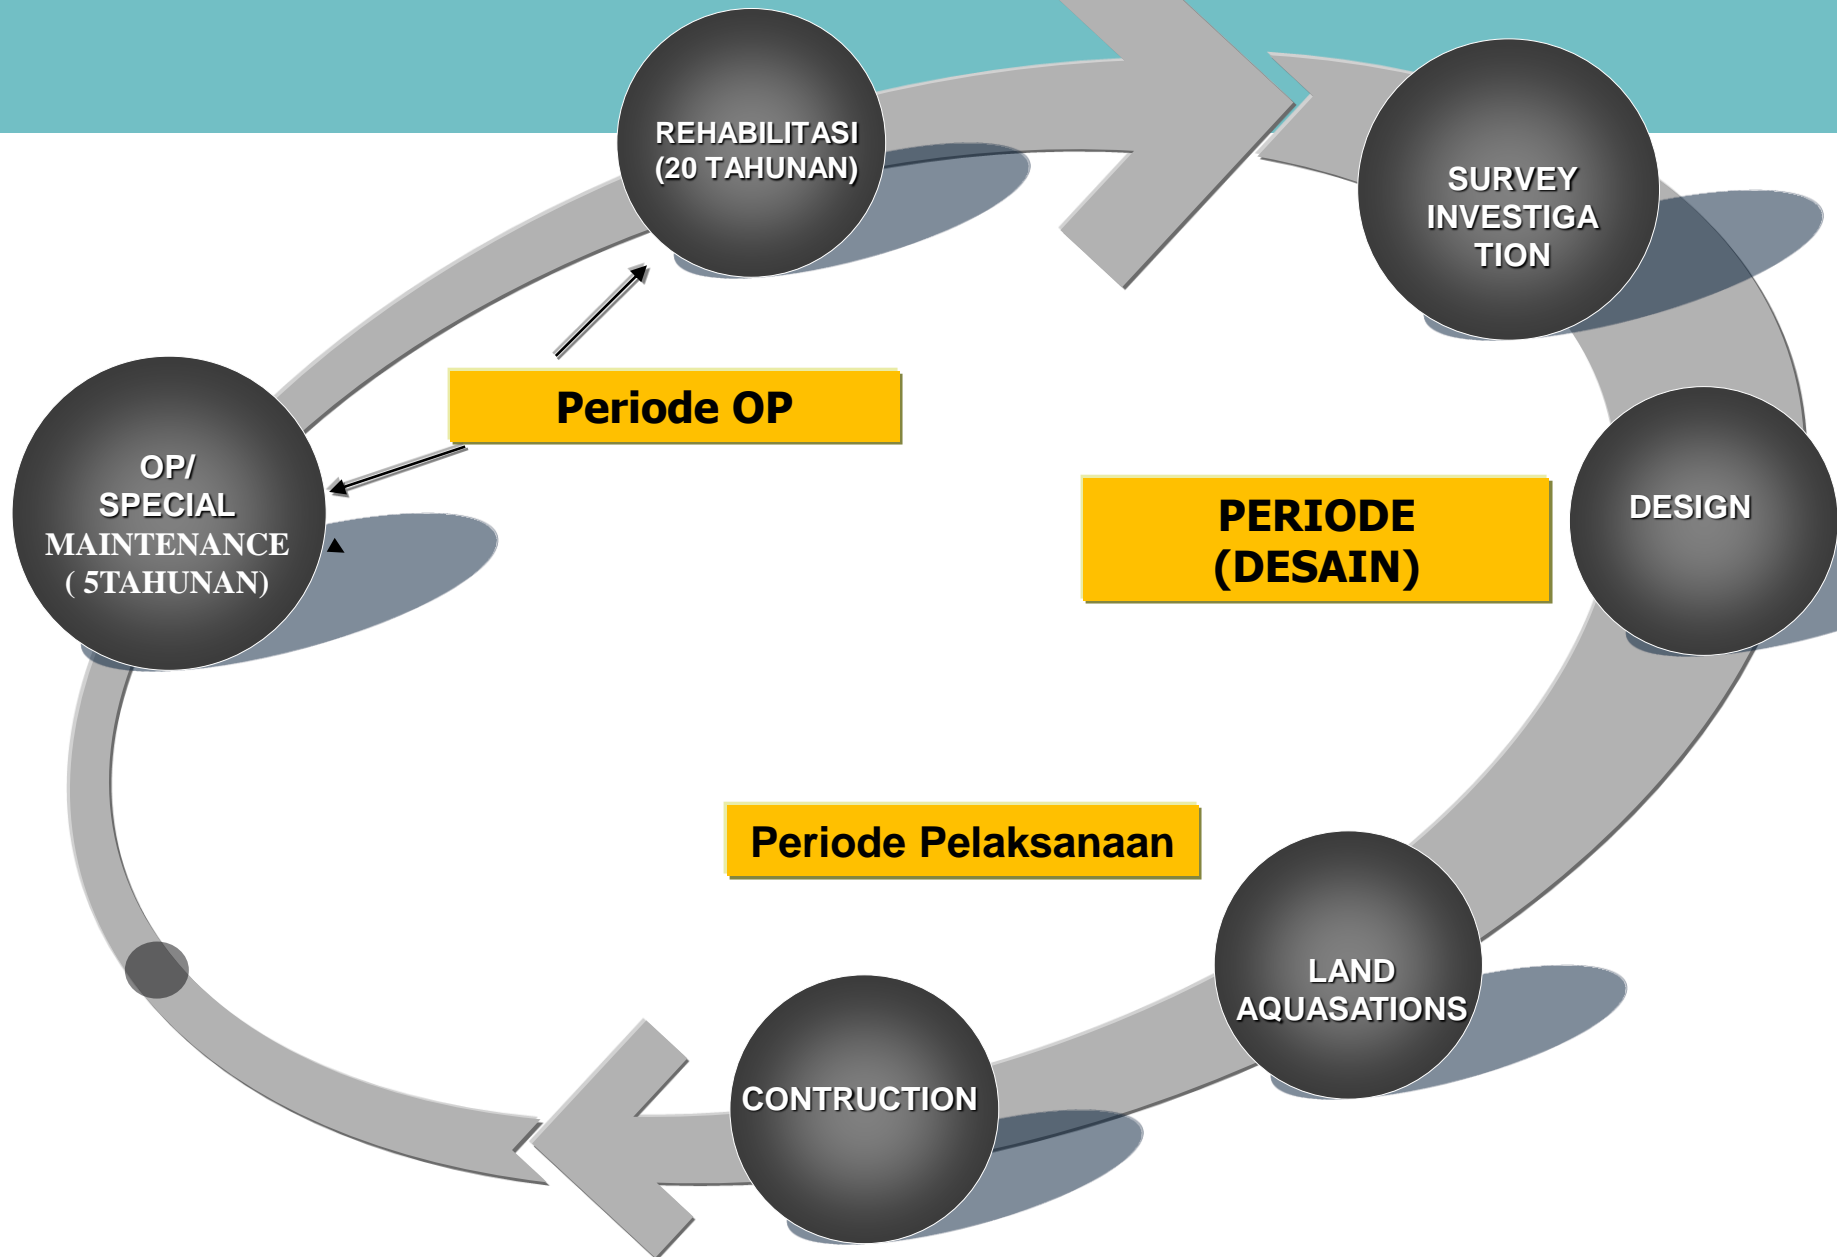 REHABILITASI
(20 TAHUNAN)
SURVEY
INVESTIGA
TION
Periode OP
OP/
SPECIAL
MAINTENANCE
( 5TAHUNAN)
PERIODE
(DESAIN)
DESIGN
Periode Pelaksanaan
LAND
AQUASATIONS
CONTRUCTION